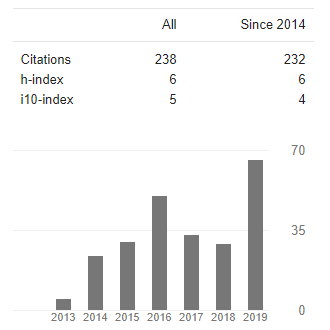 All Since 2014
Citations 238 232
h-index 6 6
i10-index 5 4
70
35
0
2013 2014 2015 2016 2017 2018 2019